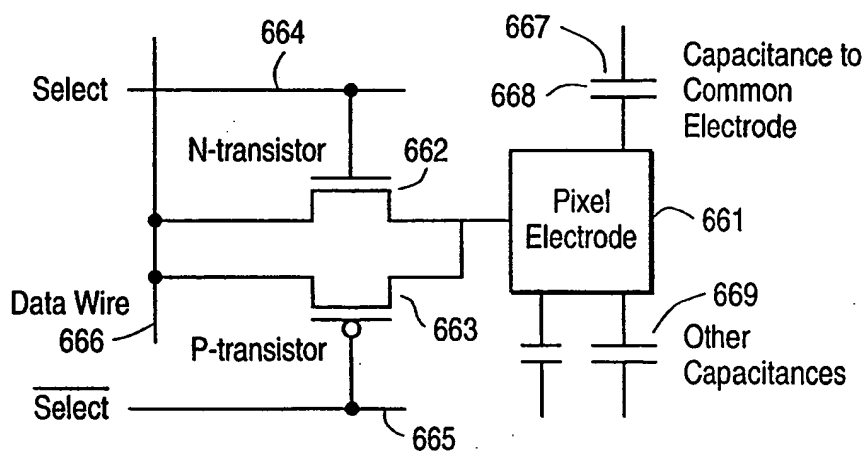 664
667
Select
668
Capacitance to
Common
Electrode
N-transistor
662
Pixel
Electrode
661
Data Wire
666
663
P-transistor
669
Other
Capacitances
Select
665